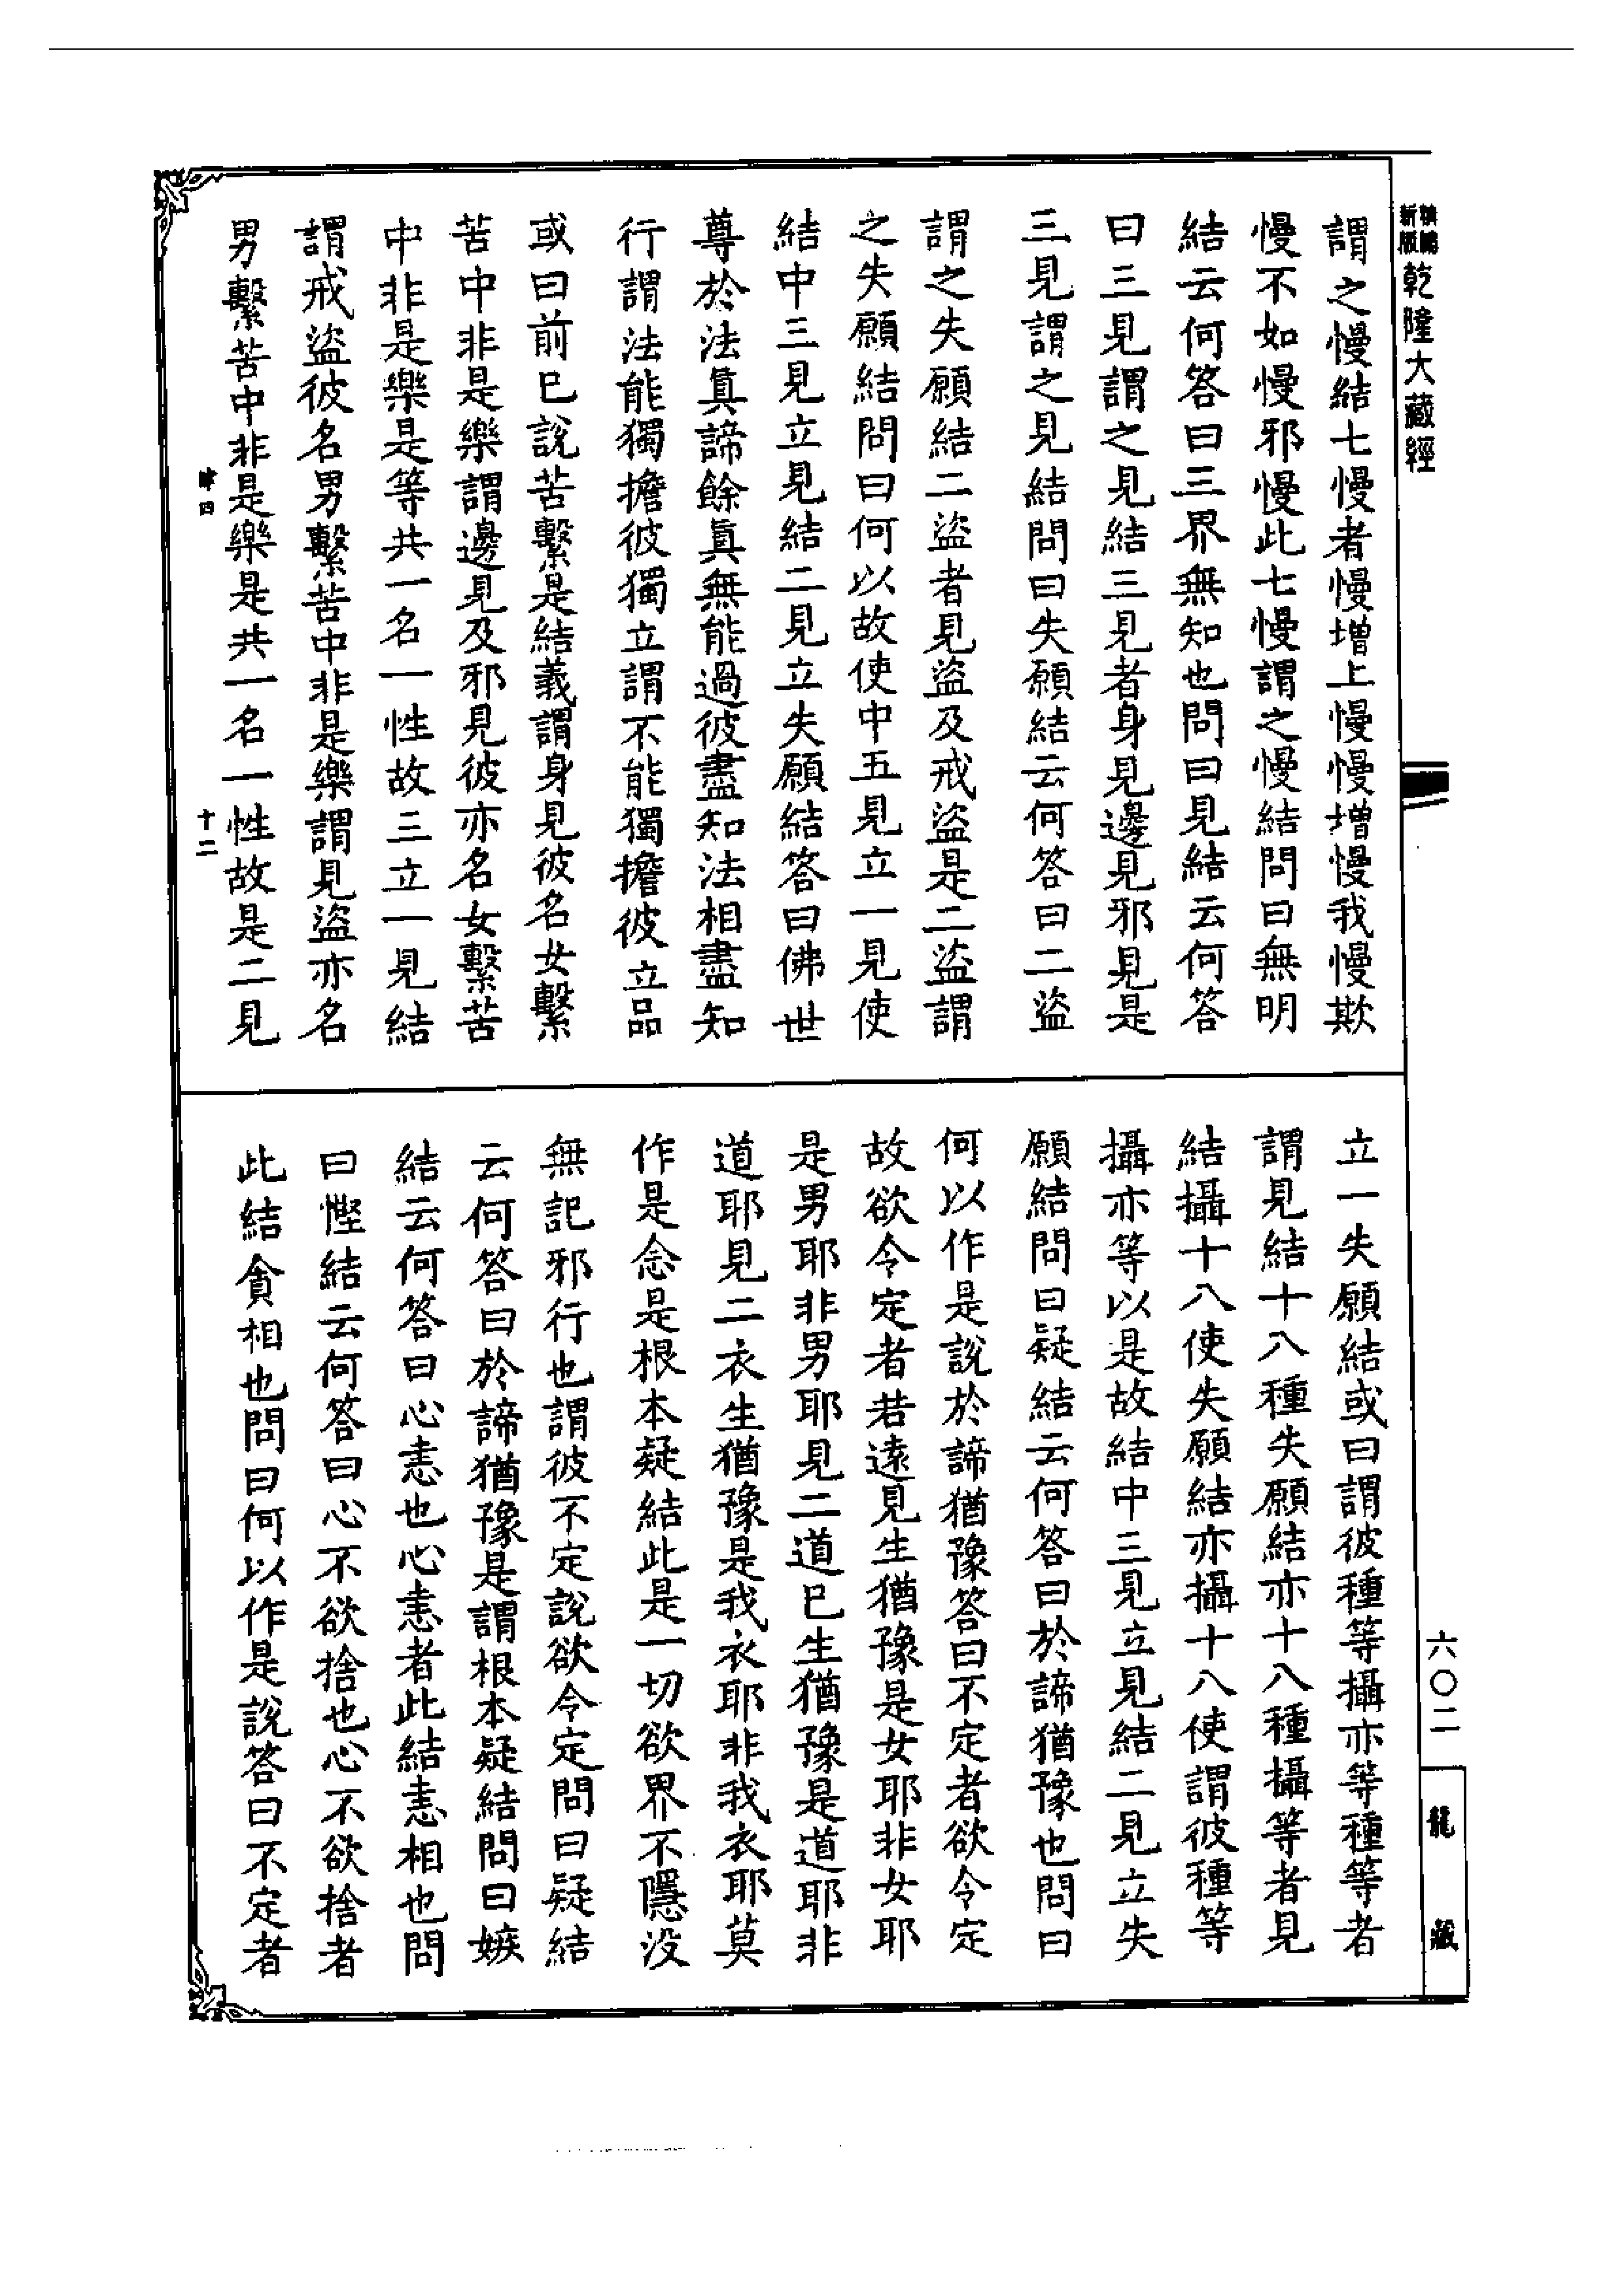 精縮
新版
乾隆大藏經
謂之慢結七慢者慢增上慢慢增慢我慢欺
慢不如慢邪慢此七慢謂之慢結問曰無明
結云何答曰三界無知也問曰見結云何答
曰三見謂之見結三見者身見邊見邪見是
三見謂之見結問曰失願結云何答曰二盜
謂之失願結二盜者見盜及戒盜是二盜謂
之失願結問曰何以故使中五見立一見使
結中三見立見結二見立失願結答曰佛世
尊於法真諦餘真無能過彼盡知法相盡知
行謂法能獨擔彼獨立謂不能獨擔彼立品
或曰前已說苦繫是結義謂身見彼名女繫
苦中非是樂謂邊見及邪見彼亦名女繫苦
中非是樂是等共一名一性故三立一見結
謂戒盜彼名男繫苦中非是樂謂見盜亦名
男繫苦中非是樂是共一名一性故是二見
四
十二
立一失願結或曰謂彼種等攝亦等種等者
謂見結十八種失願結亦十八種攝等者見
結攝十八使失願結亦攝十八使謂彼種等
攝亦等以是故結中三見立見結二見立失
願結問曰疑結云何答曰於諦猶豫也問曰
何以作是說於諦猶豫答曰不定者欲令定
故欲令定者若遠見生猶豫是女耶非女耶
是男耶非男耶見二道已生猶豫是道耶非
道耶見二衣生猶豫是我衣耶非我衣耶莫
作是念是根本疑結此是一切欲界不隱没
無記邪行也謂彼不定說欲令定問曰疑結
云何答曰於諦猶豫是謂根本疑結問曰嫉
結云何答曰心恚也心恚者此結恚相也問
曰慳結云何答曰心不欲捨也心不欲捨者
此結貪相也問曰何以作是說答曰不定者
六〇二
龍藏